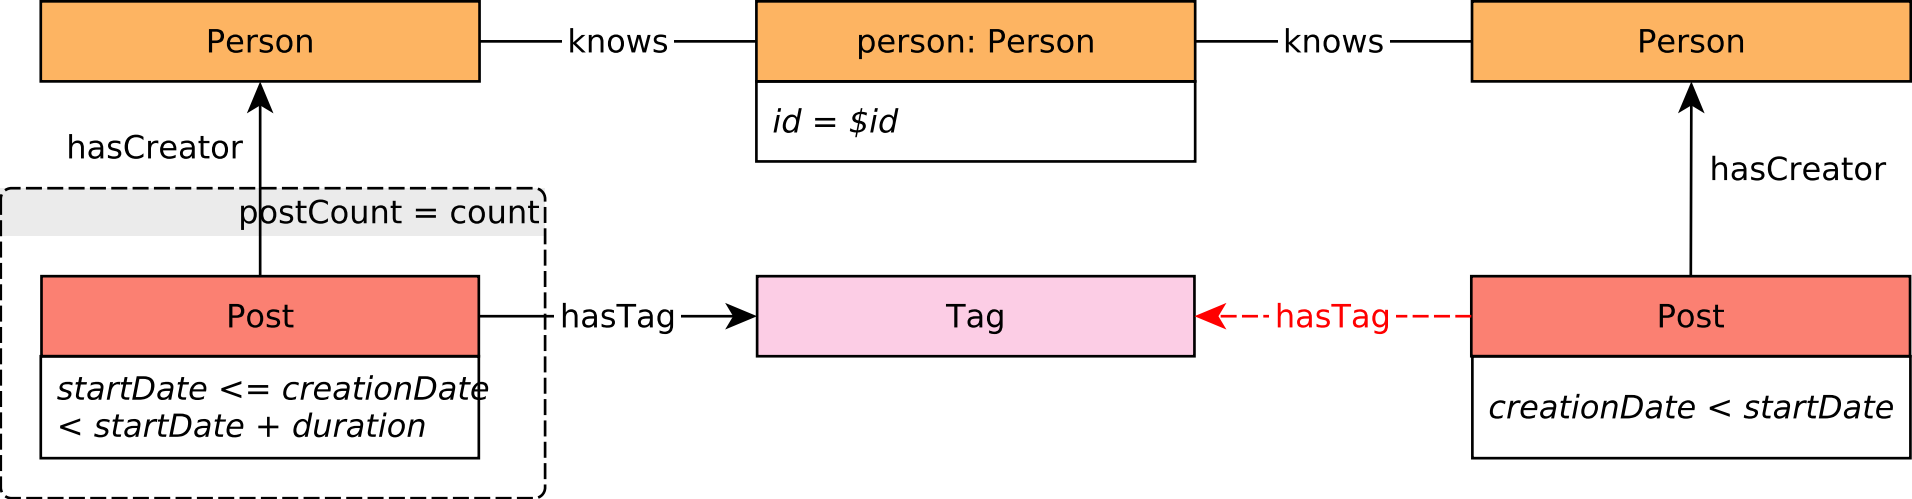 Person
knows
person: Person
knows
Person
id = $id
hasCreator
hasCreator
postCount = count
Post
hasTag
Tag
hasTag
Post
startDate <= creationDate
< startDate + duration
creationDate < startDate